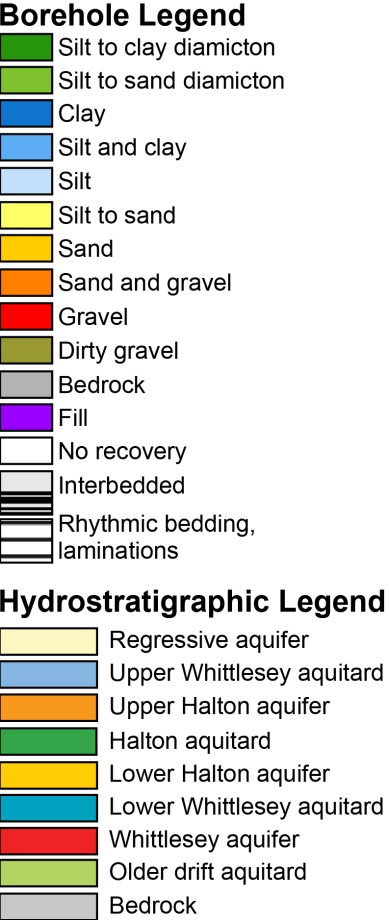 Borehole Legend
Silt to clay diamicton
Silt to sand diamicton
Clay
Silt and clay
Silt
Silt to sand
Sand
Sand and gravel
Gravel
Dirty gravel
Bedrock
Fill
No recovery
Interbedded
Rhythmic bedding,
laminations
Hydrostratigraphic Legend
Regressive aquifer
Upper Whittlesey aquitard
Upper Halton aquifer
Halton aquitard
Lower Halton aquifer
Lower Whittlesey aquitard
Whittlesey aquifer
Older drift aquitard
Bedrock